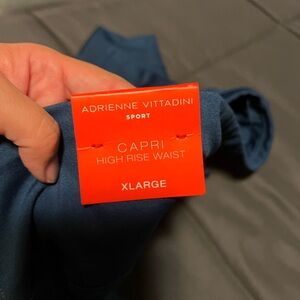 ADRIENNE VITTADINI
SPORT
CAPRI
HIGH RISE WAIST
XLARGE